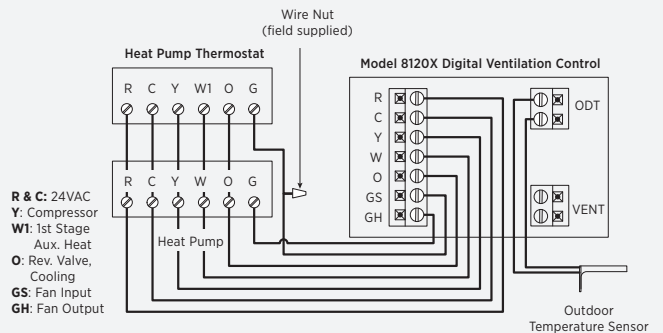 Wire Nut
(field supplied)
Heat Pump Thermostat
R C Y W1 O G
R C Y W O G
Heat Pump
Model 8120X Digital Ventilation Control
R
C
Y
W
O
GS
GH
ODT
VENT
R & C: 24VAC
Y: Compressor
W1: 1st Stage
Aux. Heat
O: Rev. Valve,
Cooling
GS: Fan Input
GH: Fan Output
Outdoor
Temperature Sensor